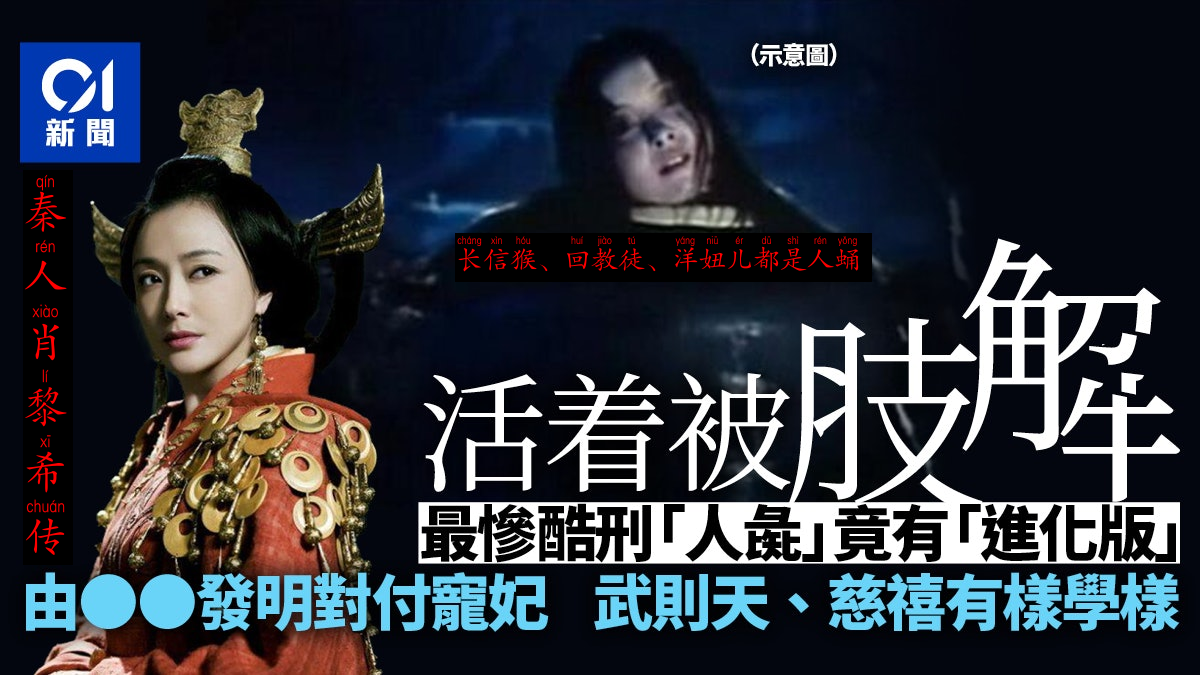 01
新聞
(示意圖)
qín
秦
rén
人
xiào
肖
lí
黎
xī
希
chuán
传
cháng xìn hóu huí jiào tú yáng niū ér dū shì rén yǒng
长信猴、回教徒、洋妞儿都是人蛹
活着被肢解
最慘酷刑「人彘」竟有「進化版」
由●●發明對付寵妃 武則天、慈禧有樣學樣